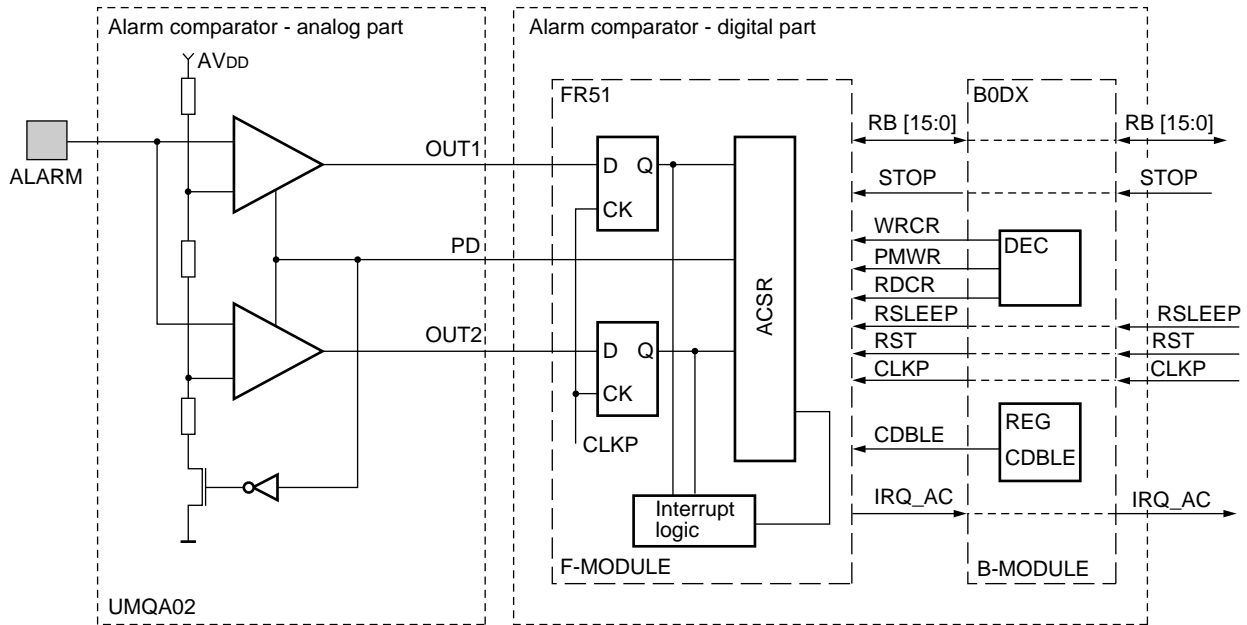 Alarm comparator - analog part
Alarm comparator - digital part
AVDD
FR51
B0DX
ALARM
OUT1
D Q
CK
RB [15:0]
RB [15:0]
STOP
STOP
PD
ACSR
WRCR
DEC
PMWR
RDCR
RSLEEP
RSLEEP
OUT2
D Q
CK
RST
RST
CLKP
CLKP
CLKP
CDBLE
REG
CDBLE
Interrupt
logic
IRQ_AC
IRQ_AC
F-MODULE
B-MODULE
UMQA02